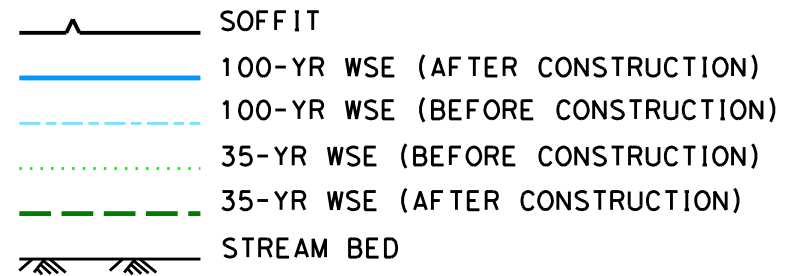 SOFFIT
100-YR WSE (AFTER CONSTRUCTION)
100-YR WSE (BEFORE CONSTRUCTION)
35-YR WSE (BEFORE CONSTRUCTION)
35-YR WSE (AFTER CONSTRUCTION)
STREAM BED